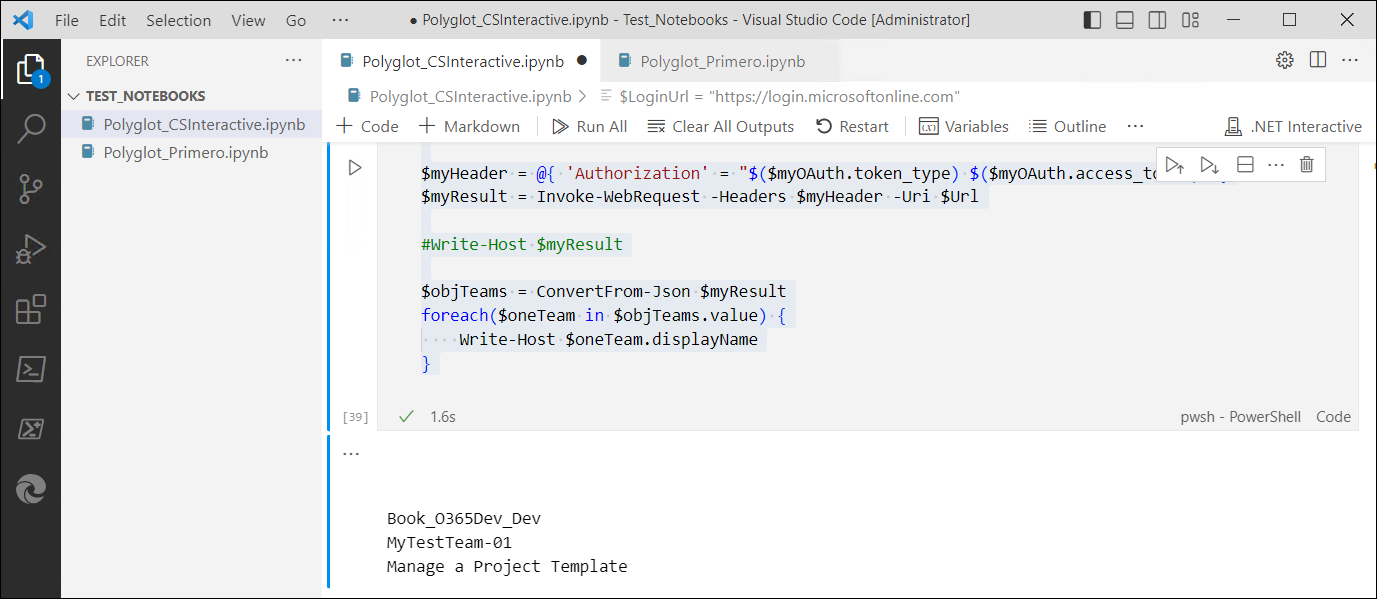 File Edit Selection View Go ··· ● Polyglot_CSInteractive.ipynb - Test_Notebooks - Visual Studio Code [Administrator]
EXPLORER ···
TEST_NOTEBOOKS
Polyglot_CSInteractive.ipynb
Polyglot_Primero.ipynb
1
Polyglot_CSInteractive.ipynb ● Polyglot_Primero.ipynb ···
Polyglot_CSInteractive.ipynb > $LoginUrl = "https://login.microsoftonline.com"
+ Code + Markdown Run All Clear All Outputs Restart Variables Outline ··· .NET Interactive
$myHeader = @{ 'Authorization' = "$($myOAuth.token_type) $($myOAuth.access_to
$myResult = Invoke-WebRequest -Headers $myHeader -Uri $Url
#Write-Host $myResult
$objTeams = ConvertFrom-Json $myResult
foreach($oneTeam in $objTeams.value) {
    Write-Host $oneTeam.displayName
}
[39] ✓ 1.6s pwsh - PowerShell Code
···
Book_O365Dev_Dev
MyTestTeam-01
Manage a Project Template